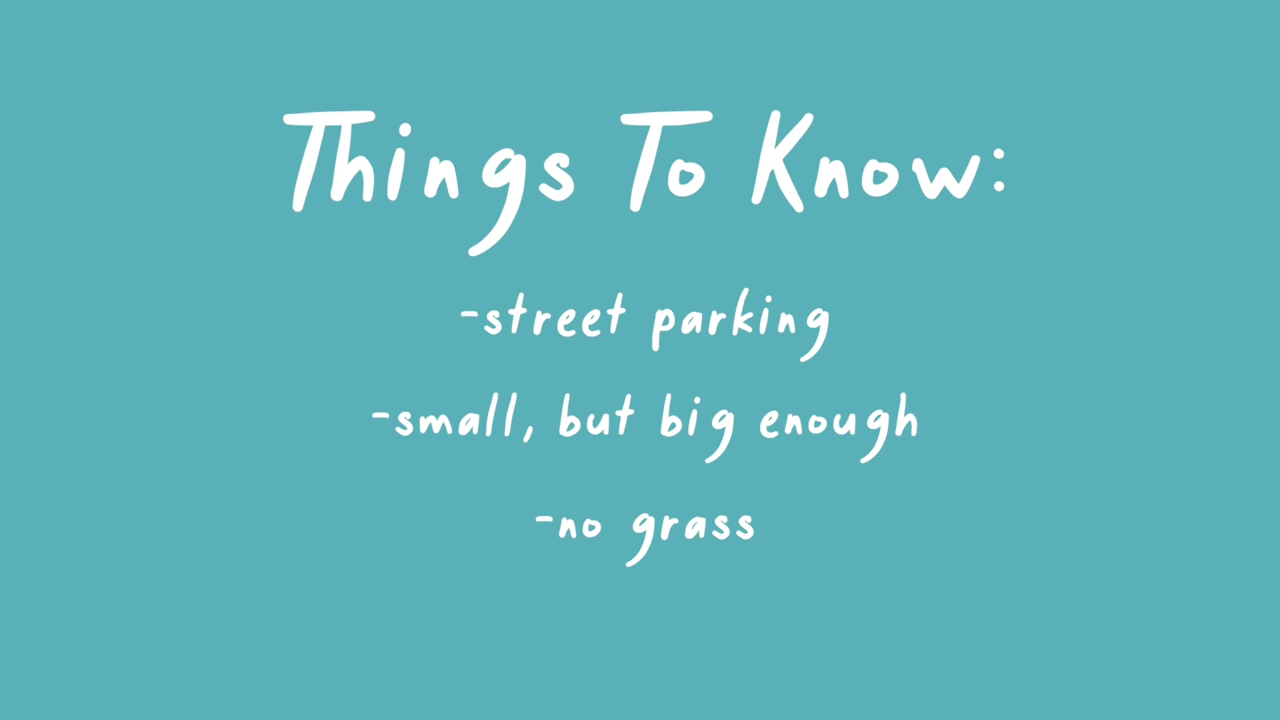 Things To Know:
-street parking
-small, but big enough
-no grass